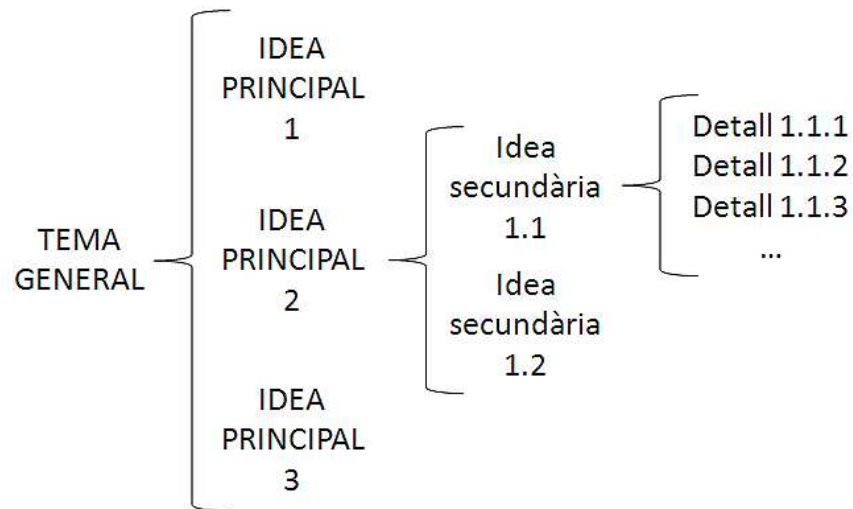 TEMA
GENERAL
IDEA
PRINCIPAL
1
IDEA
PRINCIPAL
2
IDEA
PRINCIPAL
3
Idea
secundària
1.1
Idea
secundària
1.2
Detall 1.1.1
Detall 1.1.2
Detall 1.1.3
...